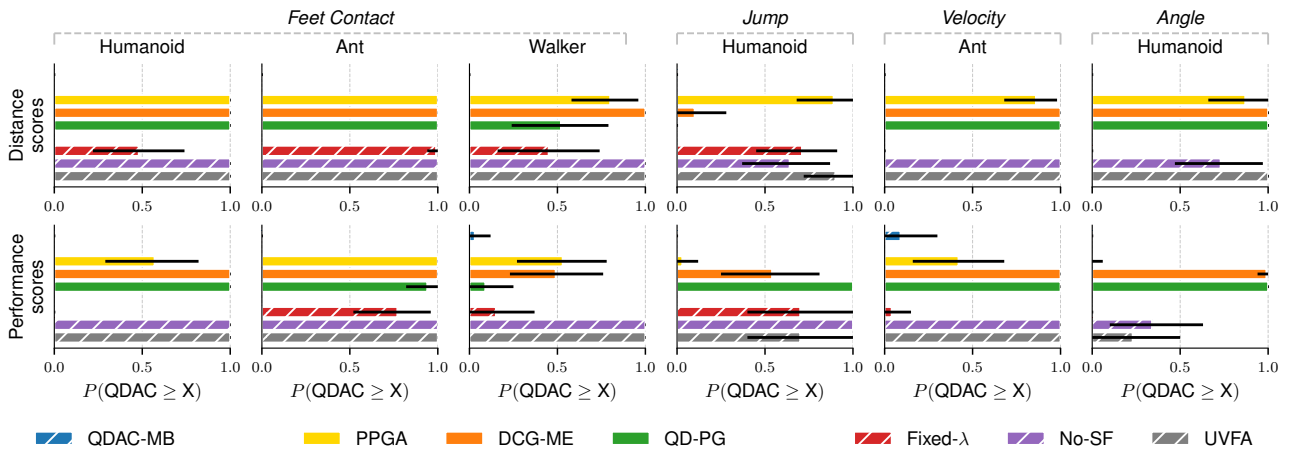 Feet Contact Jump Velocity Angle
Humanoid Ant Walker Humanoid Ant Humanoid
Distance
scores
0.0 0.5 1.0 0.0 0.5 1.0 0.0 0.5 1.0 0.0 0.5 1.0 0.0 0.5 1.0 0.0 0.5 1.0
Performance
scores
0.0 0.5 1.0 0.0 0.5 1.0 0.0 0.5 1.0 0.0 0.5 1.0 0.0 0.5 1.0 0.0 0.5 1.0
P(QDAC ≥ X) P(QDAC ≥ X) P(QDAC ≥ X) P(QDAC ≥ X) P(QDAC ≥ X) P(QDAC ≥ X)
QDAC-MB PPGA DCG-ME QD-PG Fixed-λ No-SF UVFA